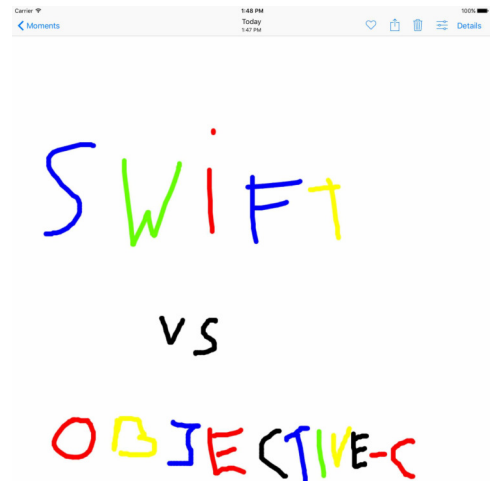 Carrier 1:48 PM 100%
Moments Today Details
1:47 PM
SWiFT
VS
OBJECTIVE-C